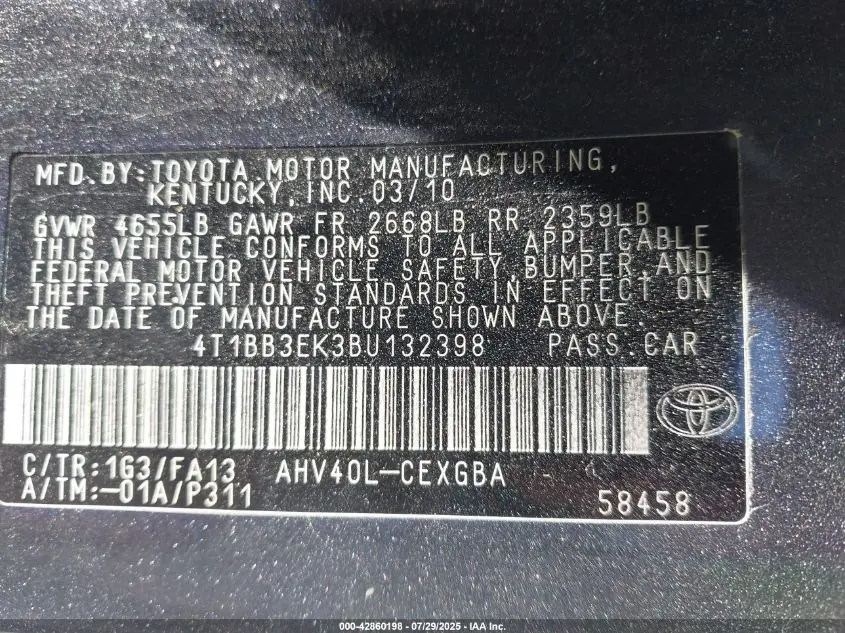 MFD.BY:TOYOTA MOTOR MANUFACTURING,
KENTUCKY,INC.03/10
GVWR 4655LB GAWR FR 2668LB RR 2359LB
THIS VEHICLE CONFORMS TO ALL APPLICABLE
FEDERAL MOTOR VEHICLE SAFETY,BUMPER,AND
THEFT PREVENTION STANDARDS IN EFFECT ON
THE DATE OF MANUFACTURE SHOWN ABOVE.
4T1BB3EK3BU132398 PASS.CAR
C/TR:1G3/FA13 AHV40L-CEXGBA
A/TM:-01A/P311 58458
000-42860198 - 07/29/2025 - IAA Inc.